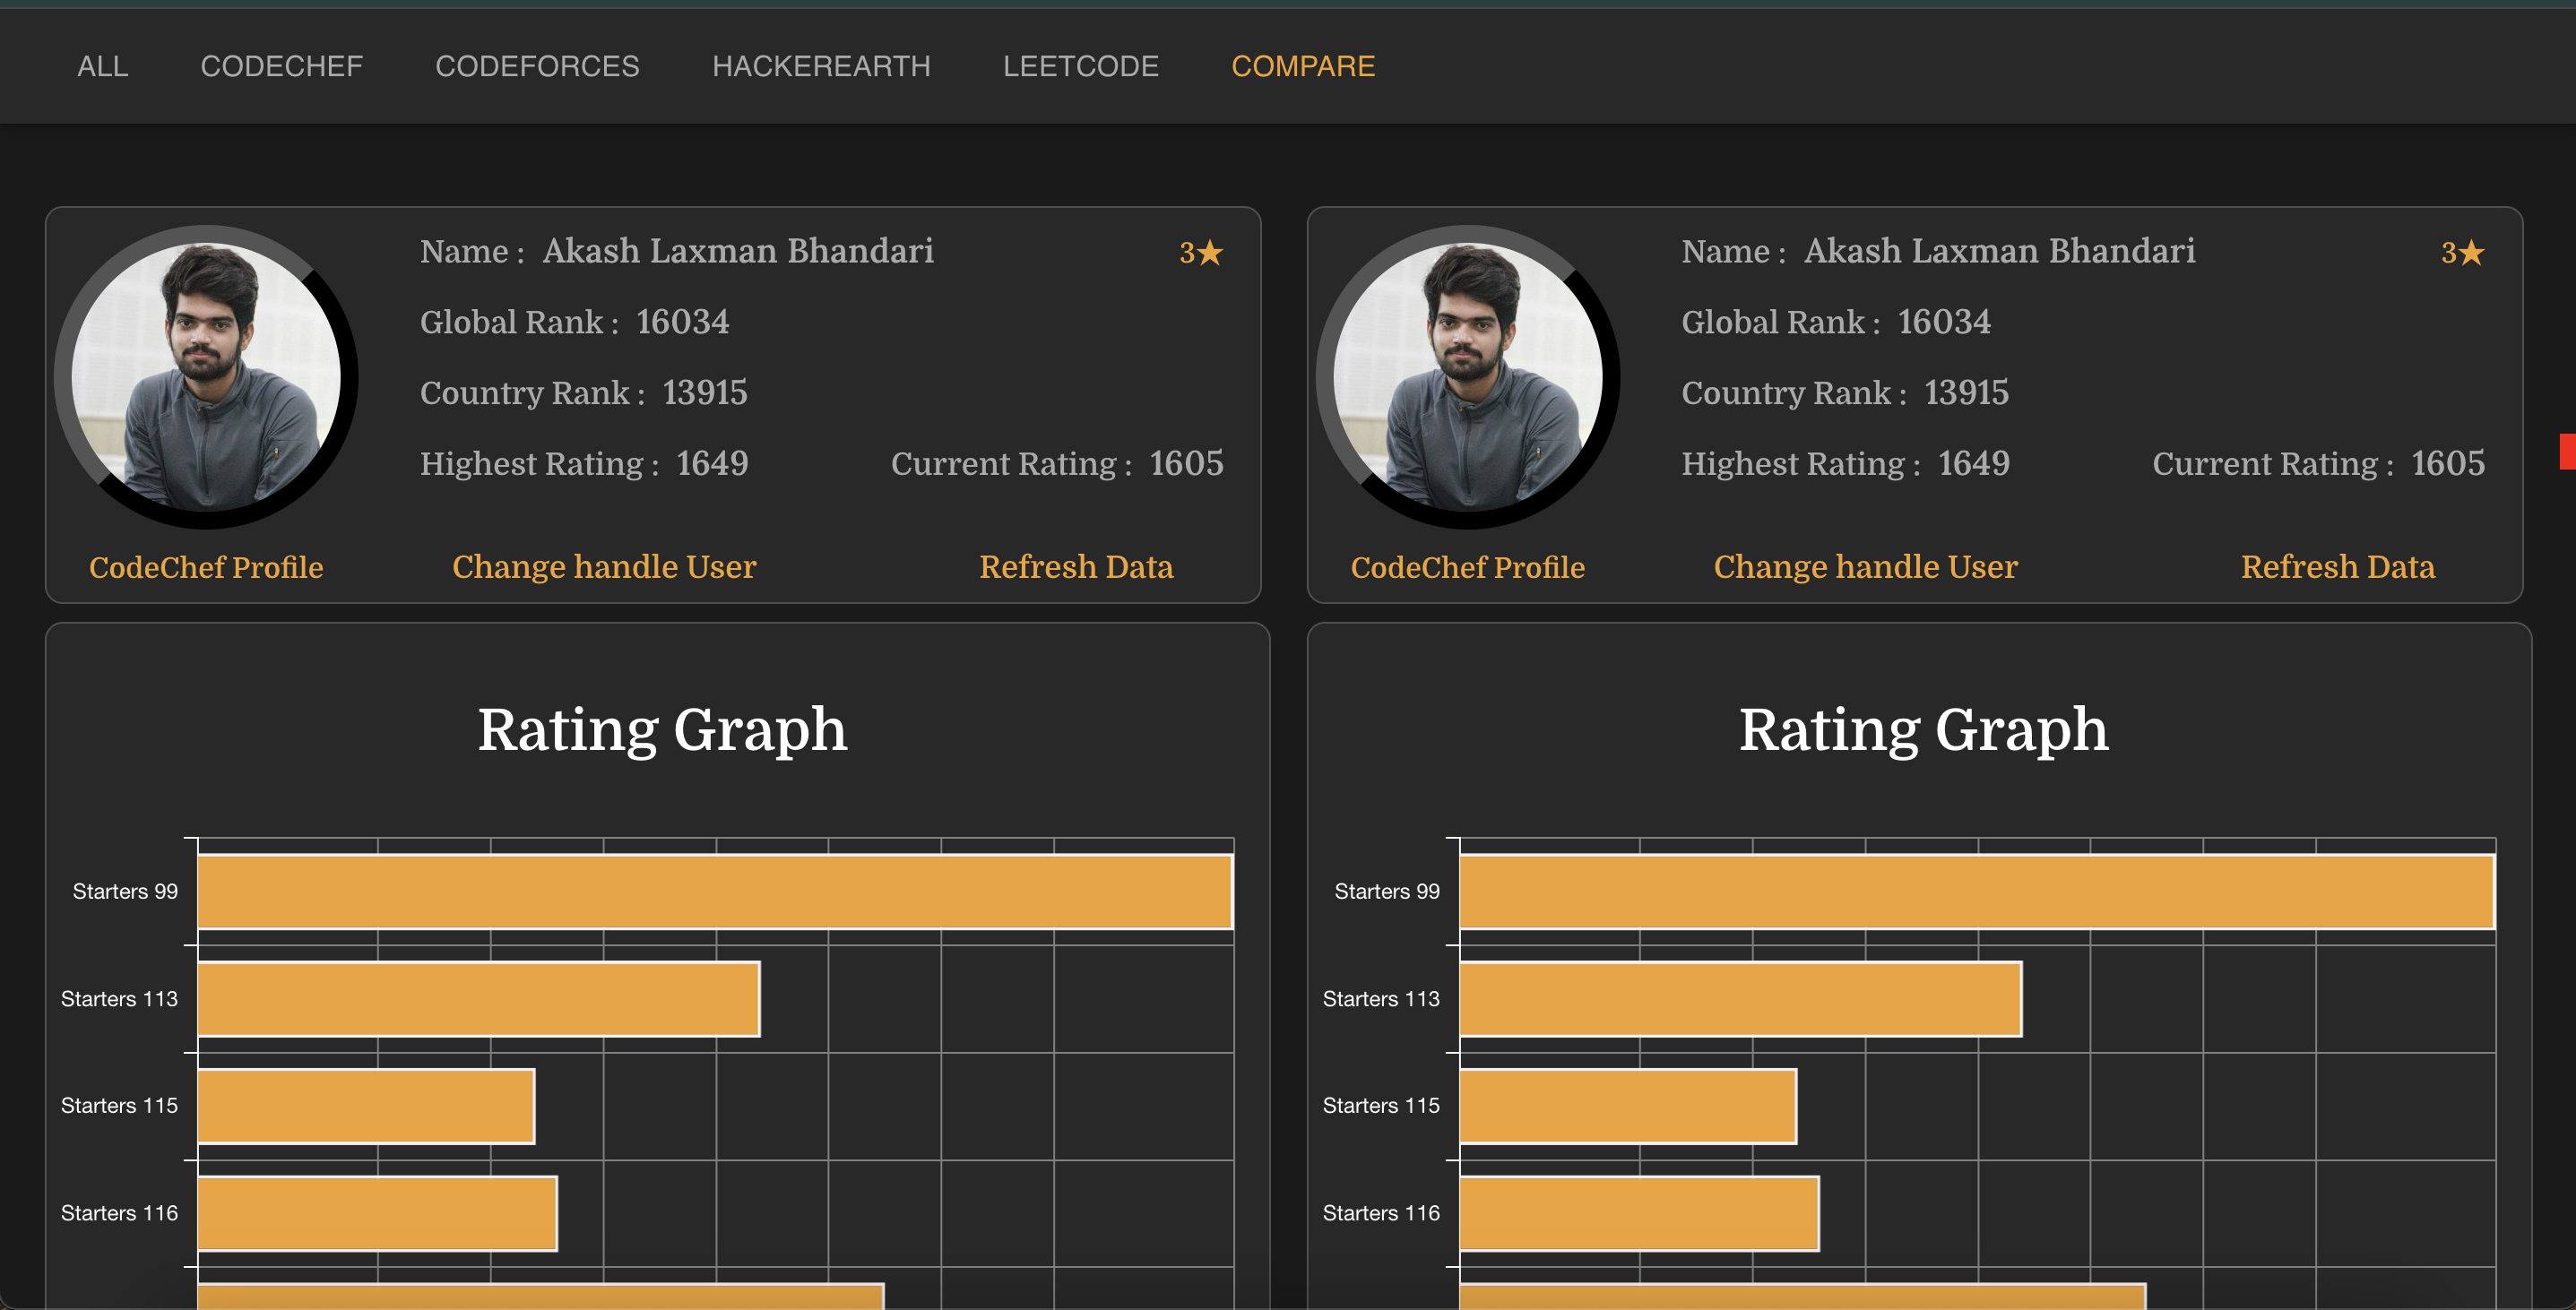 ALL CODECHEF CODEFORCES HACKEREARTH LEETCODE COMPARE
Name : Akash Laxman Bhandari 3★
Global Rank : 16034
Country Rank : 13915
Highest Rating : 1649 Current Rating : 1605
CodeChef Profile Change handle User Refresh Data
Name : Akash Laxman Bhandari 3★
Global Rank : 16034
Country Rank : 13915
Highest Rating : 1649 Current Rating : 1605
CodeChef Profile Change handle User Refresh Data
Rating Graph
Starters 99
Starters 113
Starters 115
Starters 116
Rating Graph
Starters 99
Starters 113
Starters 115
Starters 116